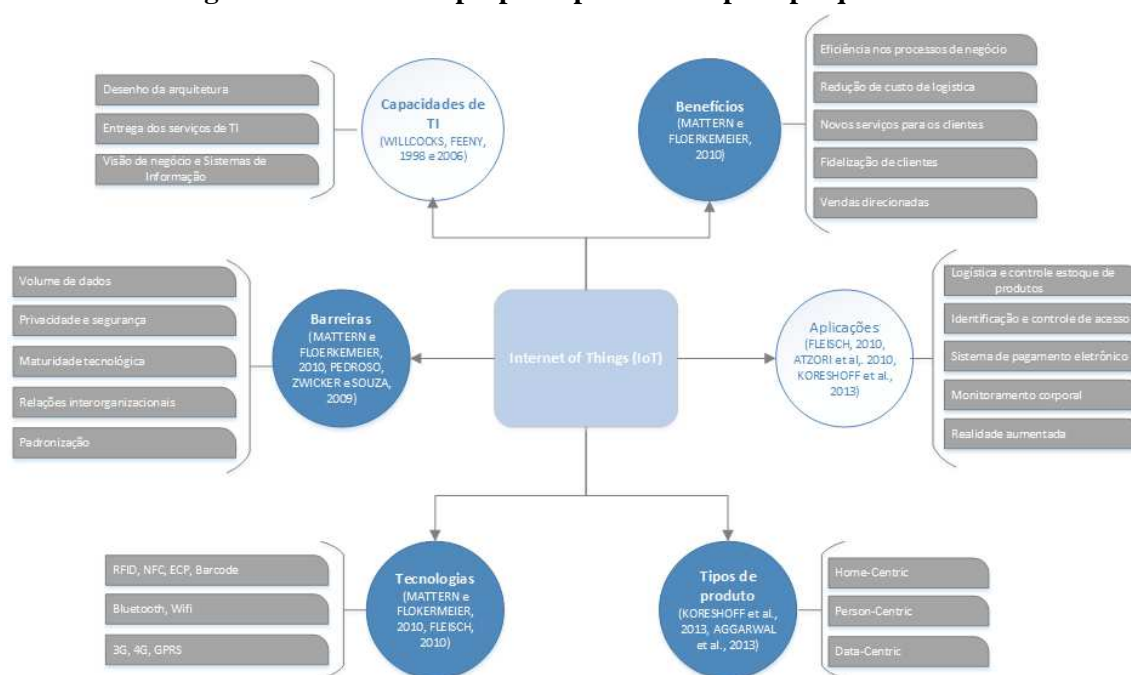 Capacidades de
TI
(WILLCOCKS, FEENY,
1998 e 2006)
Desenho da arquitetura
Entrega dos serviços de TI
Visão de negócio e Sistemas de
Informação
Benefícios
(MATTERN e
FLOERKEMEIER,
2010)
Eficiência nos processos de negócio
Redução de custo de logística
Novos serviços para os clientes
Fidelização de clientes
Vendas direcionadas
Volume de dados
Privacidade e segurança
Maturidade tecnológica
Relações interorganizacionais
Padronização
Barreiras
(MATTERN e
FLOERKEMEIER,
2010, PEDROSO,
ZWICKER e SOUZA,
2009)
Internet of Things (IoT)
Aplicações
(FLEISCH, 2010,
ATZORI et al,. 2010,
KORESHOFF et al.,
2013)
Logística e controle estoque de
produtos
Identificação e controle de acesso
Sistema de pagamento eletrônico
Monitoramento corporal
Realidade aumentada
RFID, NFC, ECP, Barcode
Bluetooth, Wifi
3G, 4G, GPRS
Tecnologias
(MATTERN e
FLOKERMEIER,
2010, FLEISCH,
2010)
Tipos de
produto
(KORESHOFF et al.,
2013, AGGARWAL
et al., 2013)
Home-Centric
Person-Centric
Data-Centric